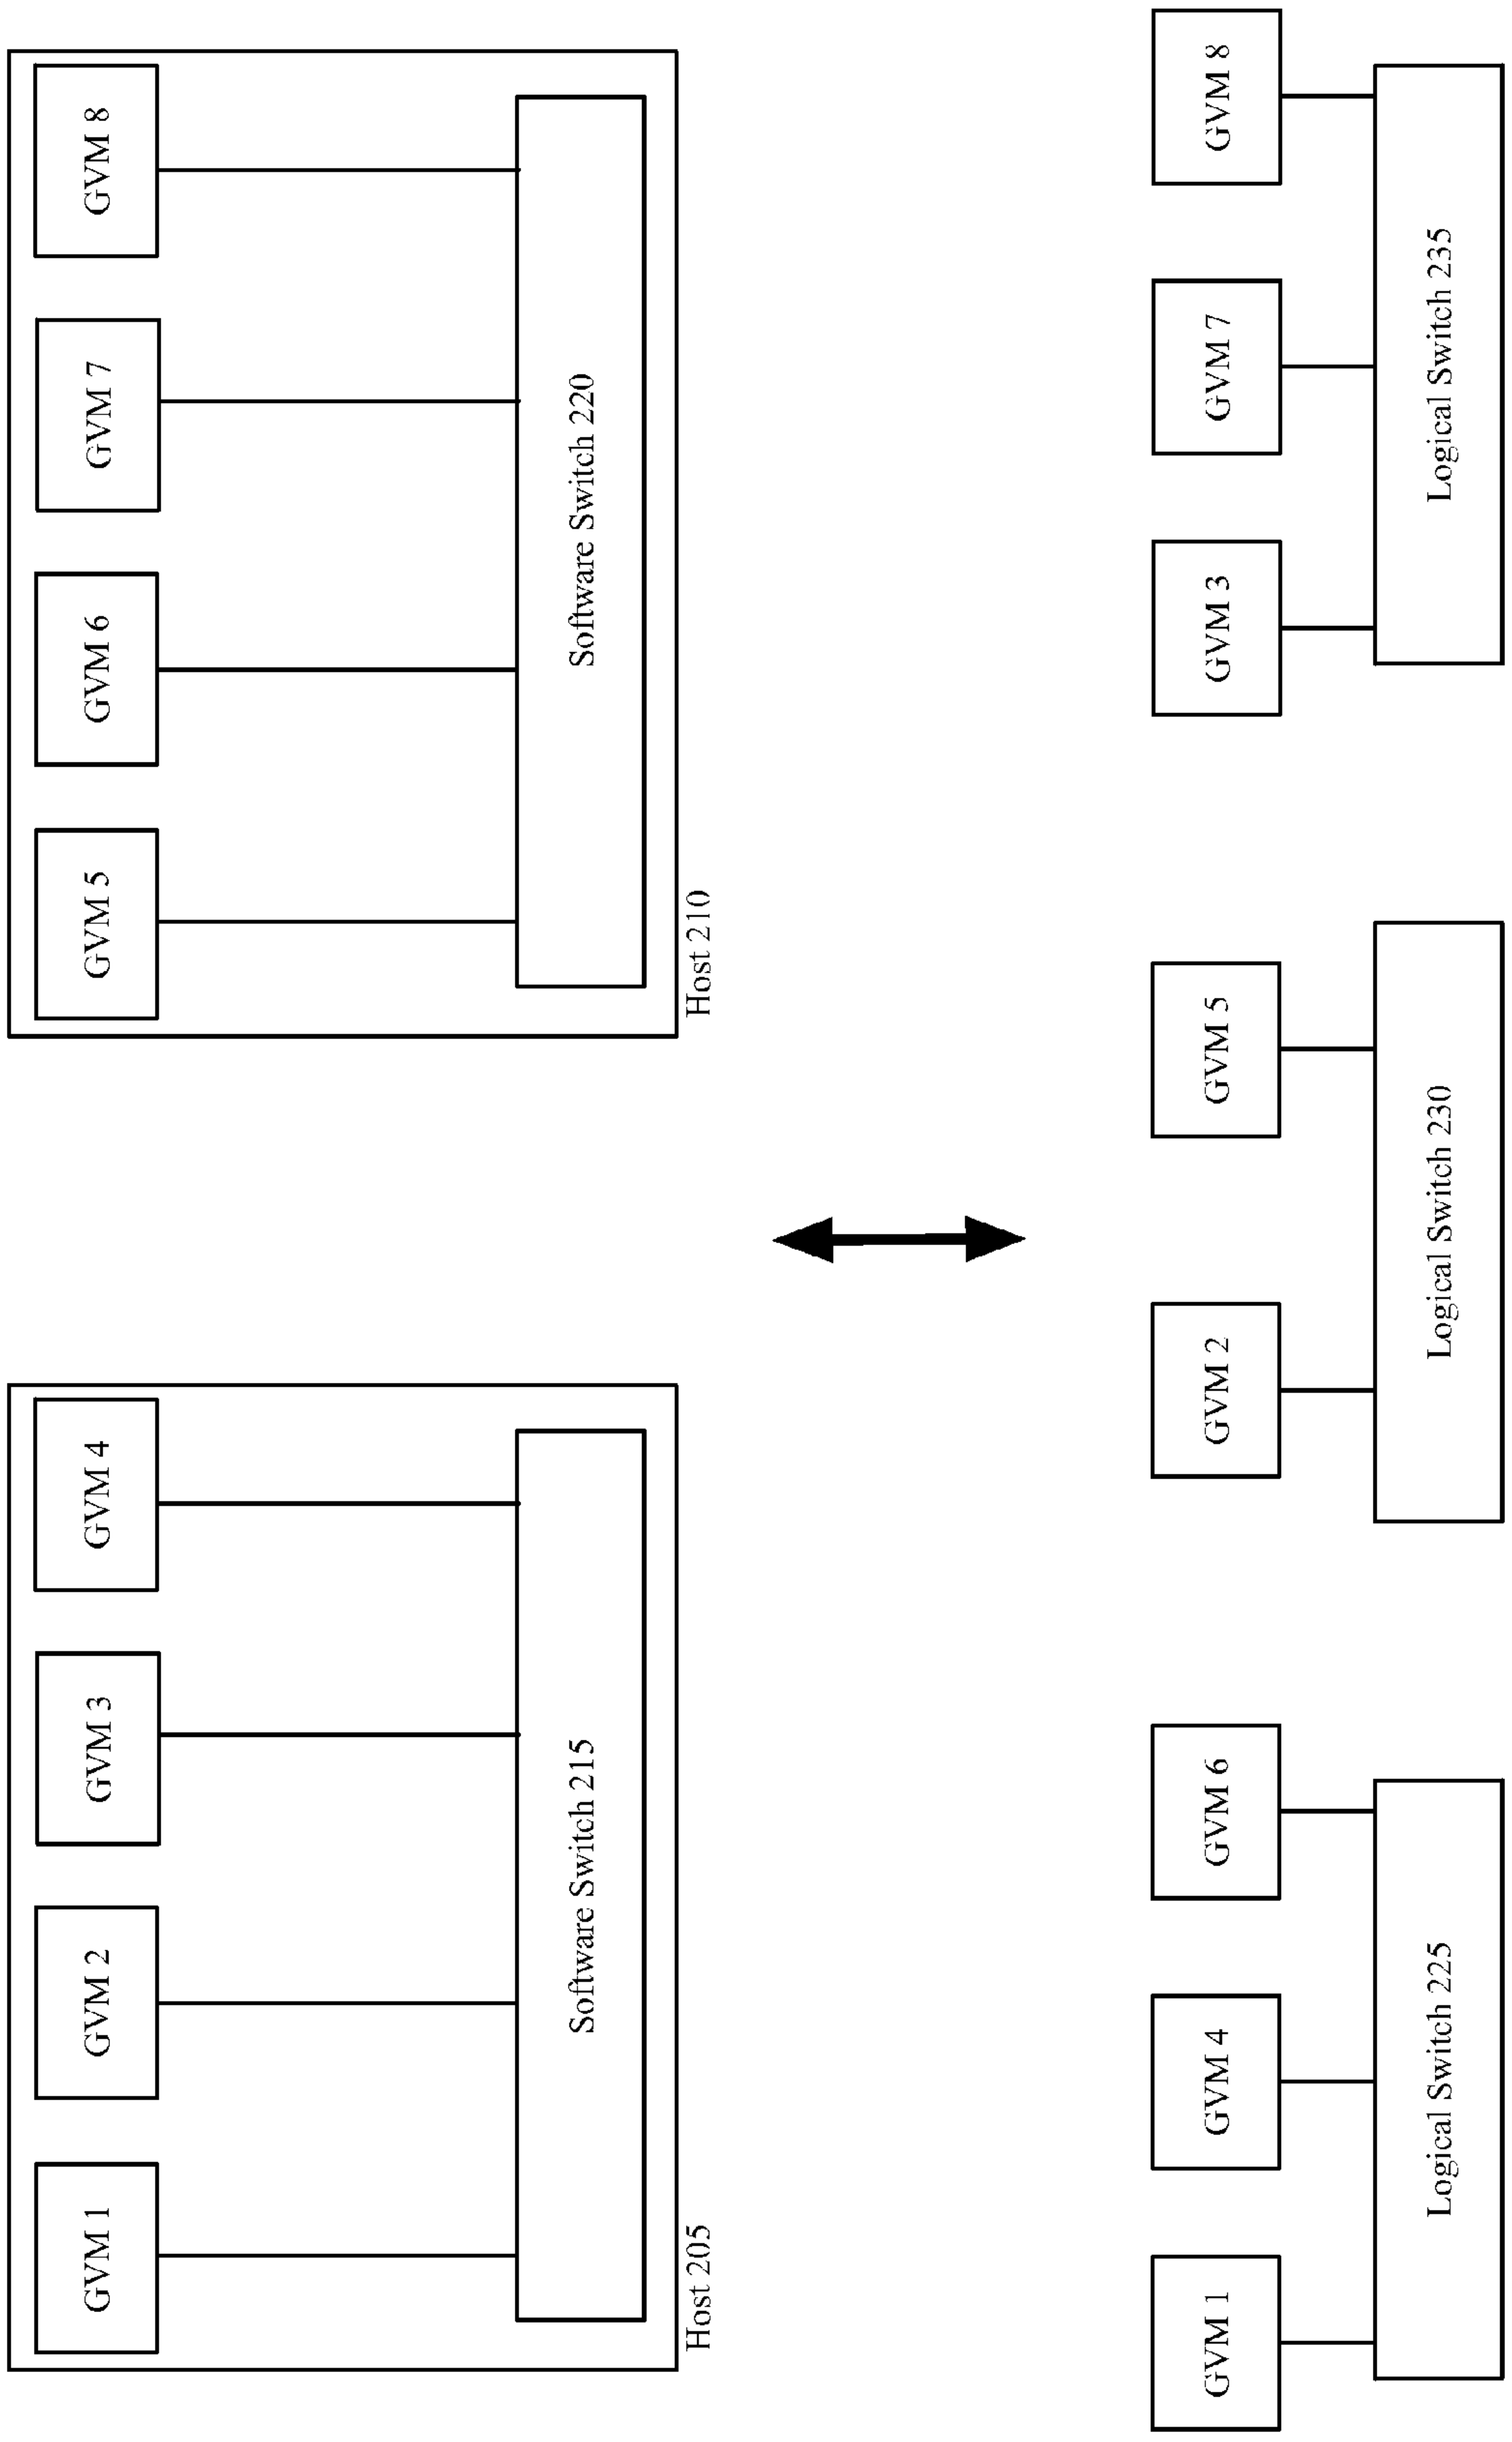 GVM 1
GVM 2
GVM 3
GVM 4
Software Switch 215
Host 205
GVM 5
GVM 6
GVM 7
GVM 8
Software Switch 220
Host 210
GVM 1
GVM 4
GVM 6
Logical Switch 225
GVM 2
GVM 5
Logical Switch 230
GVM 3
GVM 7
GVM 8
Logical Switch 235